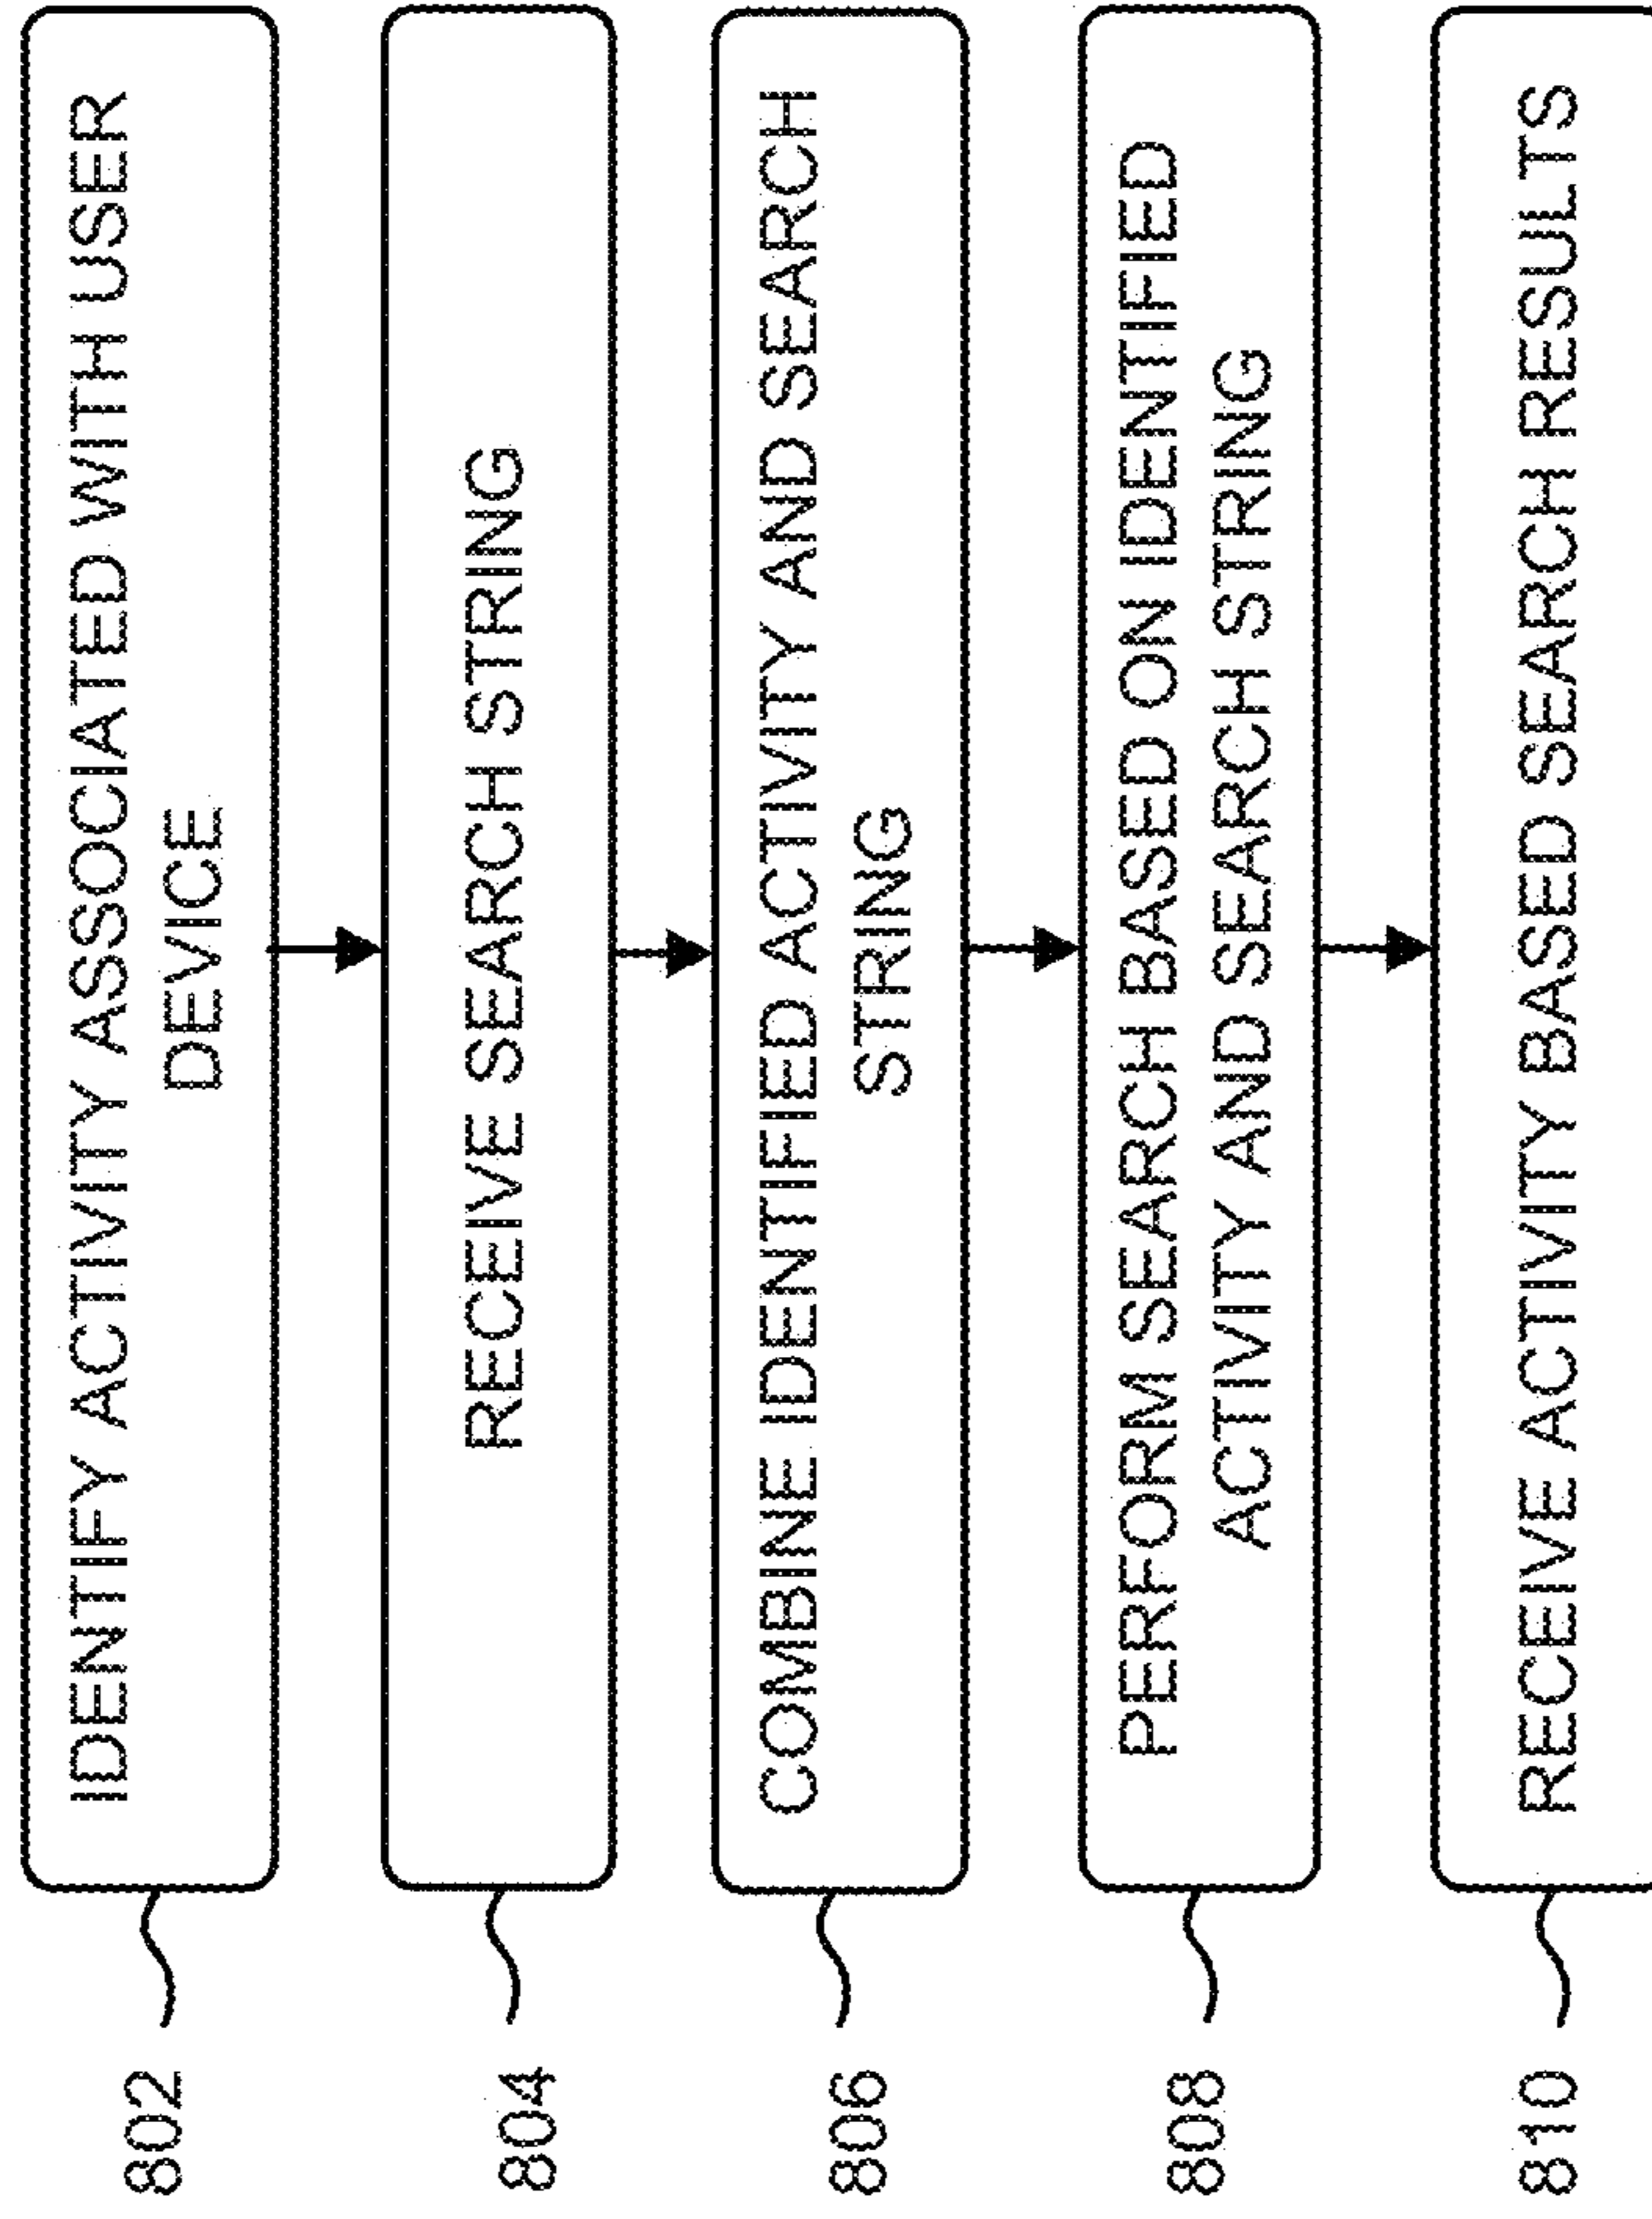 802
IDENTIFY ACTIVITY ASSOCIATED WITH USER
DEVICE
804
RECEIVE SEARCH STRING
806
COMBINE IDENTIFIED ACTIVITY AND SEARCH
STRING
808
PERFORM SEARCH BASED ON IDENTIFIED
ACTIVITY AND SEARCH STRING
810
RECEIVE ACTIVITY BASED SEARCH RESULTS